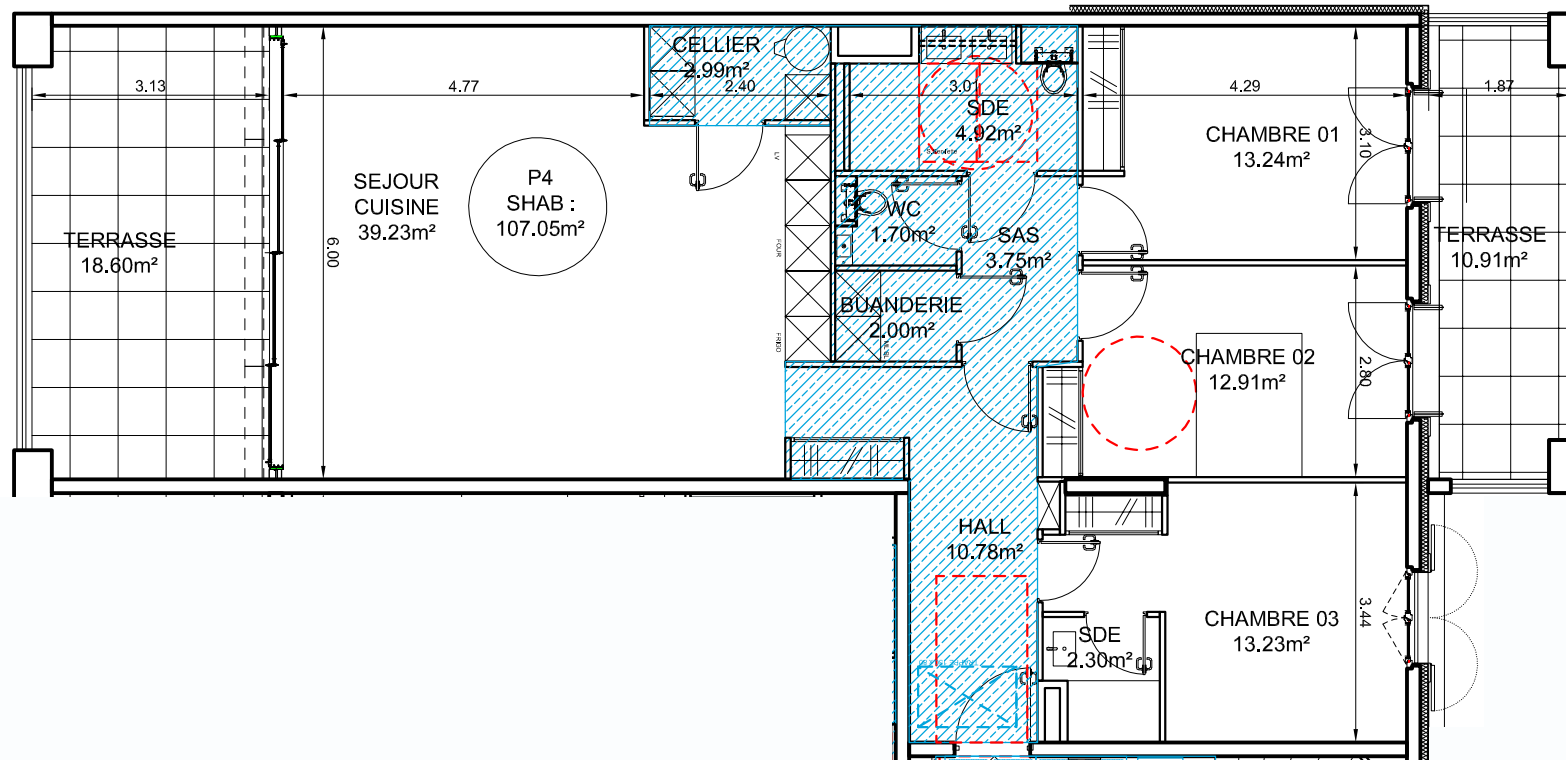 3.13
4.77
2.40
3.01
4.29
1.87
CELLIER
2.99m²
SDE
4.92m²
CHAMBRE 01
13.24m²
3.10
P4
SHAB :
107.05m²
SEJOUR
CUISINE
39.23m²
6.00
TERRASSE
18.60m²
LV
FOUR
FRIGO
WC
1.70m²
SAS
3.75m²
TERRASSE
10.91m²
BUANDERIE
2.00m²
CHAMBRE 02
12.91m²
2.80
HALL
10.78m²
SDE
2.30m²
CHAMBRE 03
13.23m²
3.44